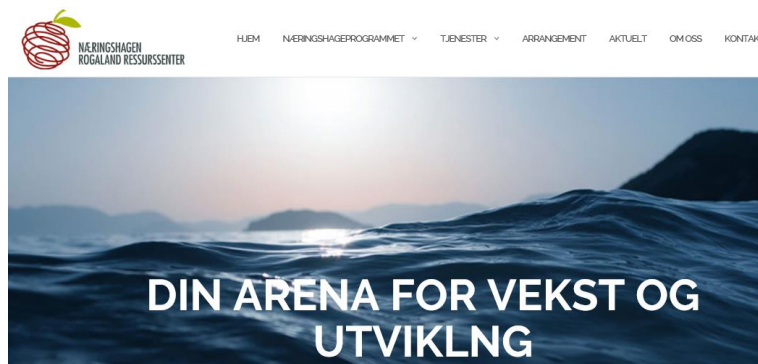 NÆRINGSHAGEN
ROGALAND RESSURSSENTER
HJEM NÆRINGSHAGEPROGRAMMET TJENESTER ARRANGEMENT AKTUELT OM OSS KONTAK
DIN ARENA FOR VEKST OG
UTVIKLNG